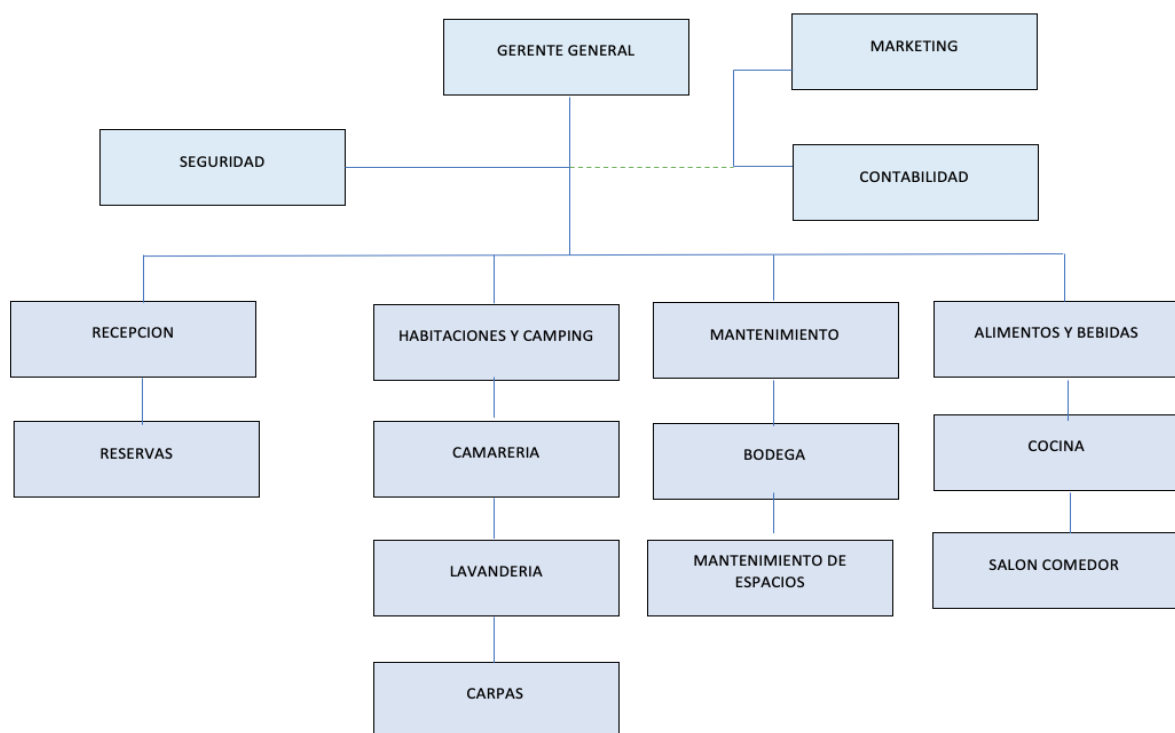 GERENTE GENERAL
MARKETING
SEGURIDAD
CONTABILIDAD
RECEPCION
HABITACIONES Y CAMPING
MANTENIMIENTO
ALIMENTOS Y BEBIDAS
RESERVAS
CAMARERIA
BODEGA
COCINA
LAVANDERIA
MANTENIMIENTO DE
ESPACIOS
SALON COMEDOR
CARPAS